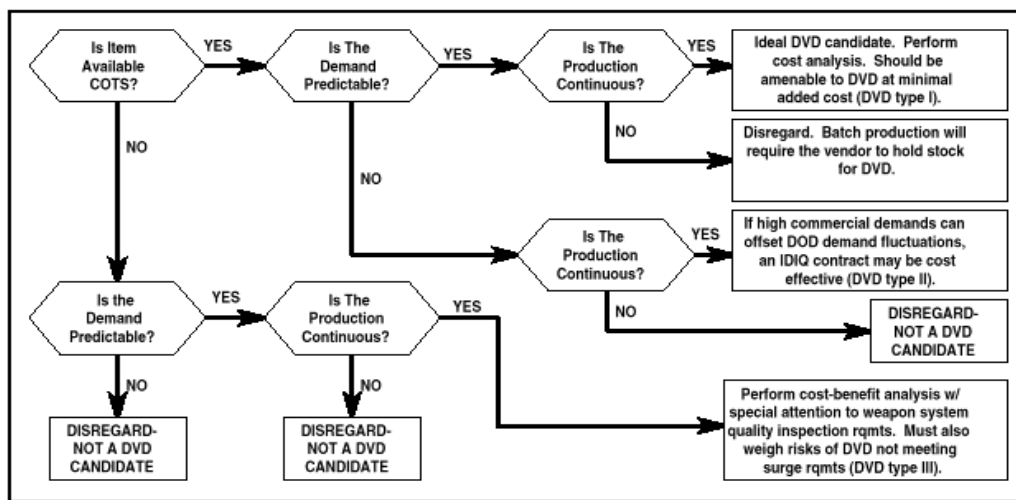 Is Item
Available
COTS?
YES
Is The
Demand
Predictable?
YES
Is The
Production
Continuous?
YES
Ideal DVD candidate.  Perform
cost analysis.  Should be
amenable to DVD at minimal
added cost (DVD type I).
NO
Disregard.  Batch production will
require the vendor to hold stock
for DVD.
NO
NO
Is The
Production
Continuous?
YES
If high commercial demands can
offset DOD demand fluctuations,
an IDIQ contract may be cost
effective (DVD type II).
NO
DISREGARD-
NOT A DVD
CANDIDATE
Is the
Demand
Predictable?
YES
Is The
Production
Continuous?
YES
NO
DISREGARD-
NOT A DVD
CANDIDATE
NO
DISREGARD-
NOT A DVD
CANDIDATE
Perform cost-benefit analysis w/
special attention to weapon system
quality inspection rqmts.  Must also
weigh risks of DVD not meeting
surge rqmts (DVD type III).